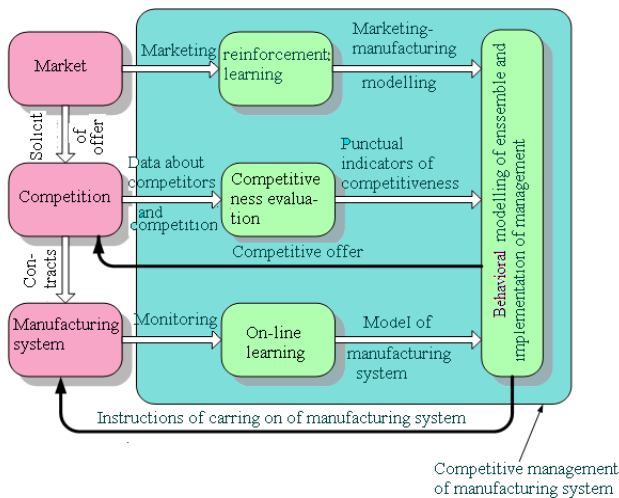 Market
Marketing
reinforcement:
learning
Marketing-
manufacturing
modelling
Solicit
of offer
Competition
Data about
competitors
and
competition
Competitive
ness evalua-
tion
Punctual
indicators of
competitiveness
Competitive offer
Con-
tracts
Manufacturing
system
Monitoring
On-line
learning
Model of
manufacturing
system
Behavioral modelling of enssemble and
implementation of management
Instructions of carring on of manufacturing system
Competitive management
of manufacturing system